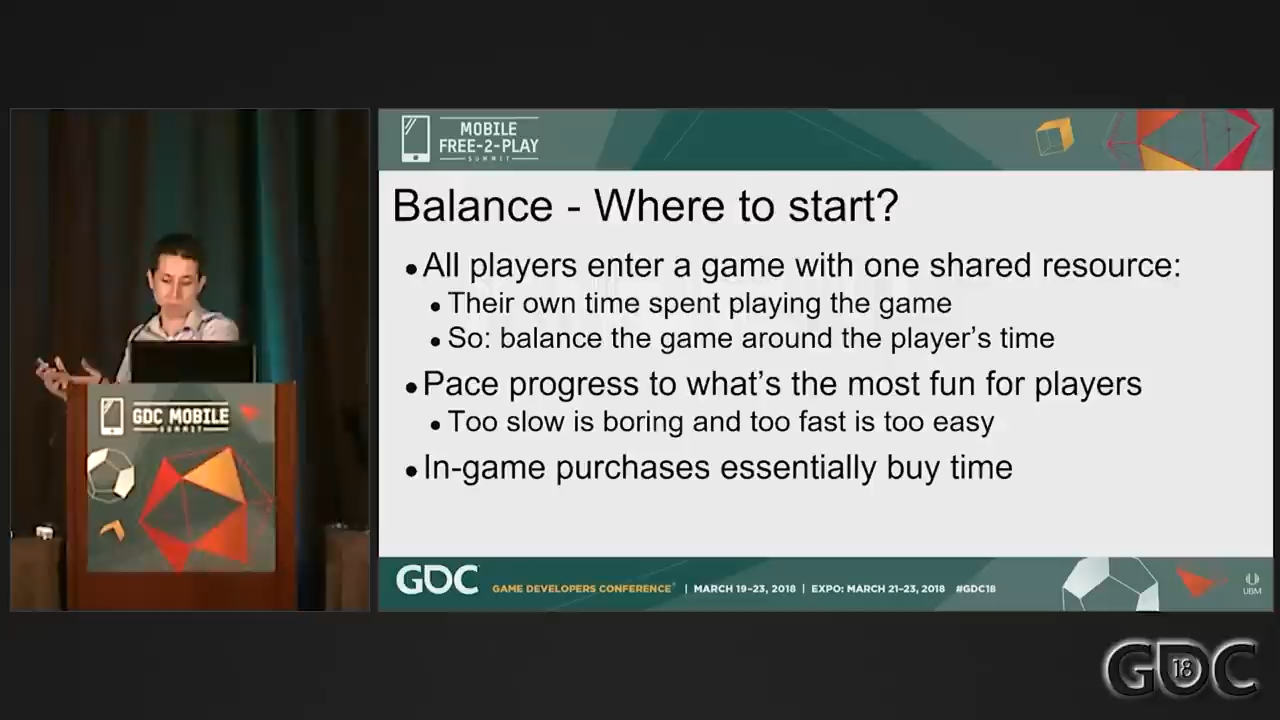 MOBILE
FREE-2-PLAY
SUMMIT
Balance - Where to start?
•All players enter a game with one shared resource:
•Their own time spent playing the game
•So: balance the game around the player's time
•Pace progress to what's the most fun for players
•Too slow is boring and too fast is too easy
•In-game purchases essentially buy time
GDC MOBILE
SUMMIT
GDC GAME DEVELOPERS CONFERENCE® | MARCH 19-23, 2018 | EXPO: MARCH 21-23, 2018 #GDC18
UBM
GDC 18